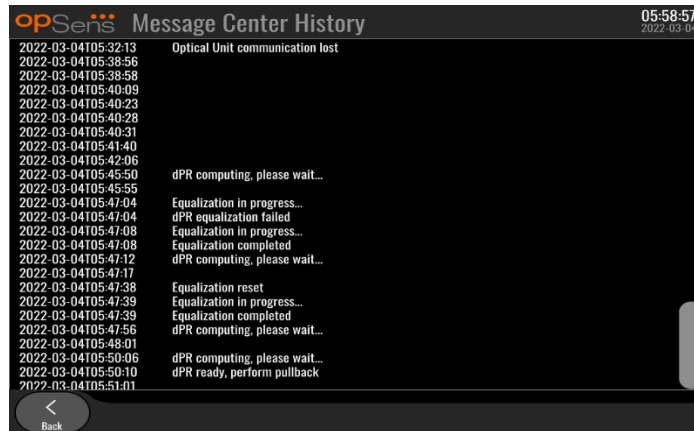 opSens Message Center History
05:58:57
2022-03-04
2022-03-04T05:32:13 Optical Unit communication lost
2022-03-04T05:38:56
2022-03-04T05:38:58
2022-03-04T05:40:09
2022-03-04T05:40:23
2022-03-04T05:40:28
2022-03-04T05:40:31
2022-03-04T05:41:40
2022-03-04T05:42:06
2022-03-04T05:45:50 dPR computing, please wait...
2022-03-04T05:45:55
2022-03-04T05:47:04 Equalization in progress...
2022-03-04T05:47:04 dPR equalization failed
2022-03-04T05:47:08 Equalization in progress...
2022-03-04T05:47:08 Equalization completed
2022-03-04T05:47:12 dPR computing, please wait...
2022-03-04T05:47:17
2022-03-04T05:47:38 Equalization reset
2022-03-04T05:47:39 Equalization in progress...
2022-03-04T05:47:39 Equalization completed
2022-03-04T05:47:56 dPR computing, please wait...
2022-03-04T05:48:01
2022-03-04T05:50:06 dPR computing, please wait...
2022-03-04T05:50:10 dPR ready, perform pullback
2022-03-04T05:51:01
Back